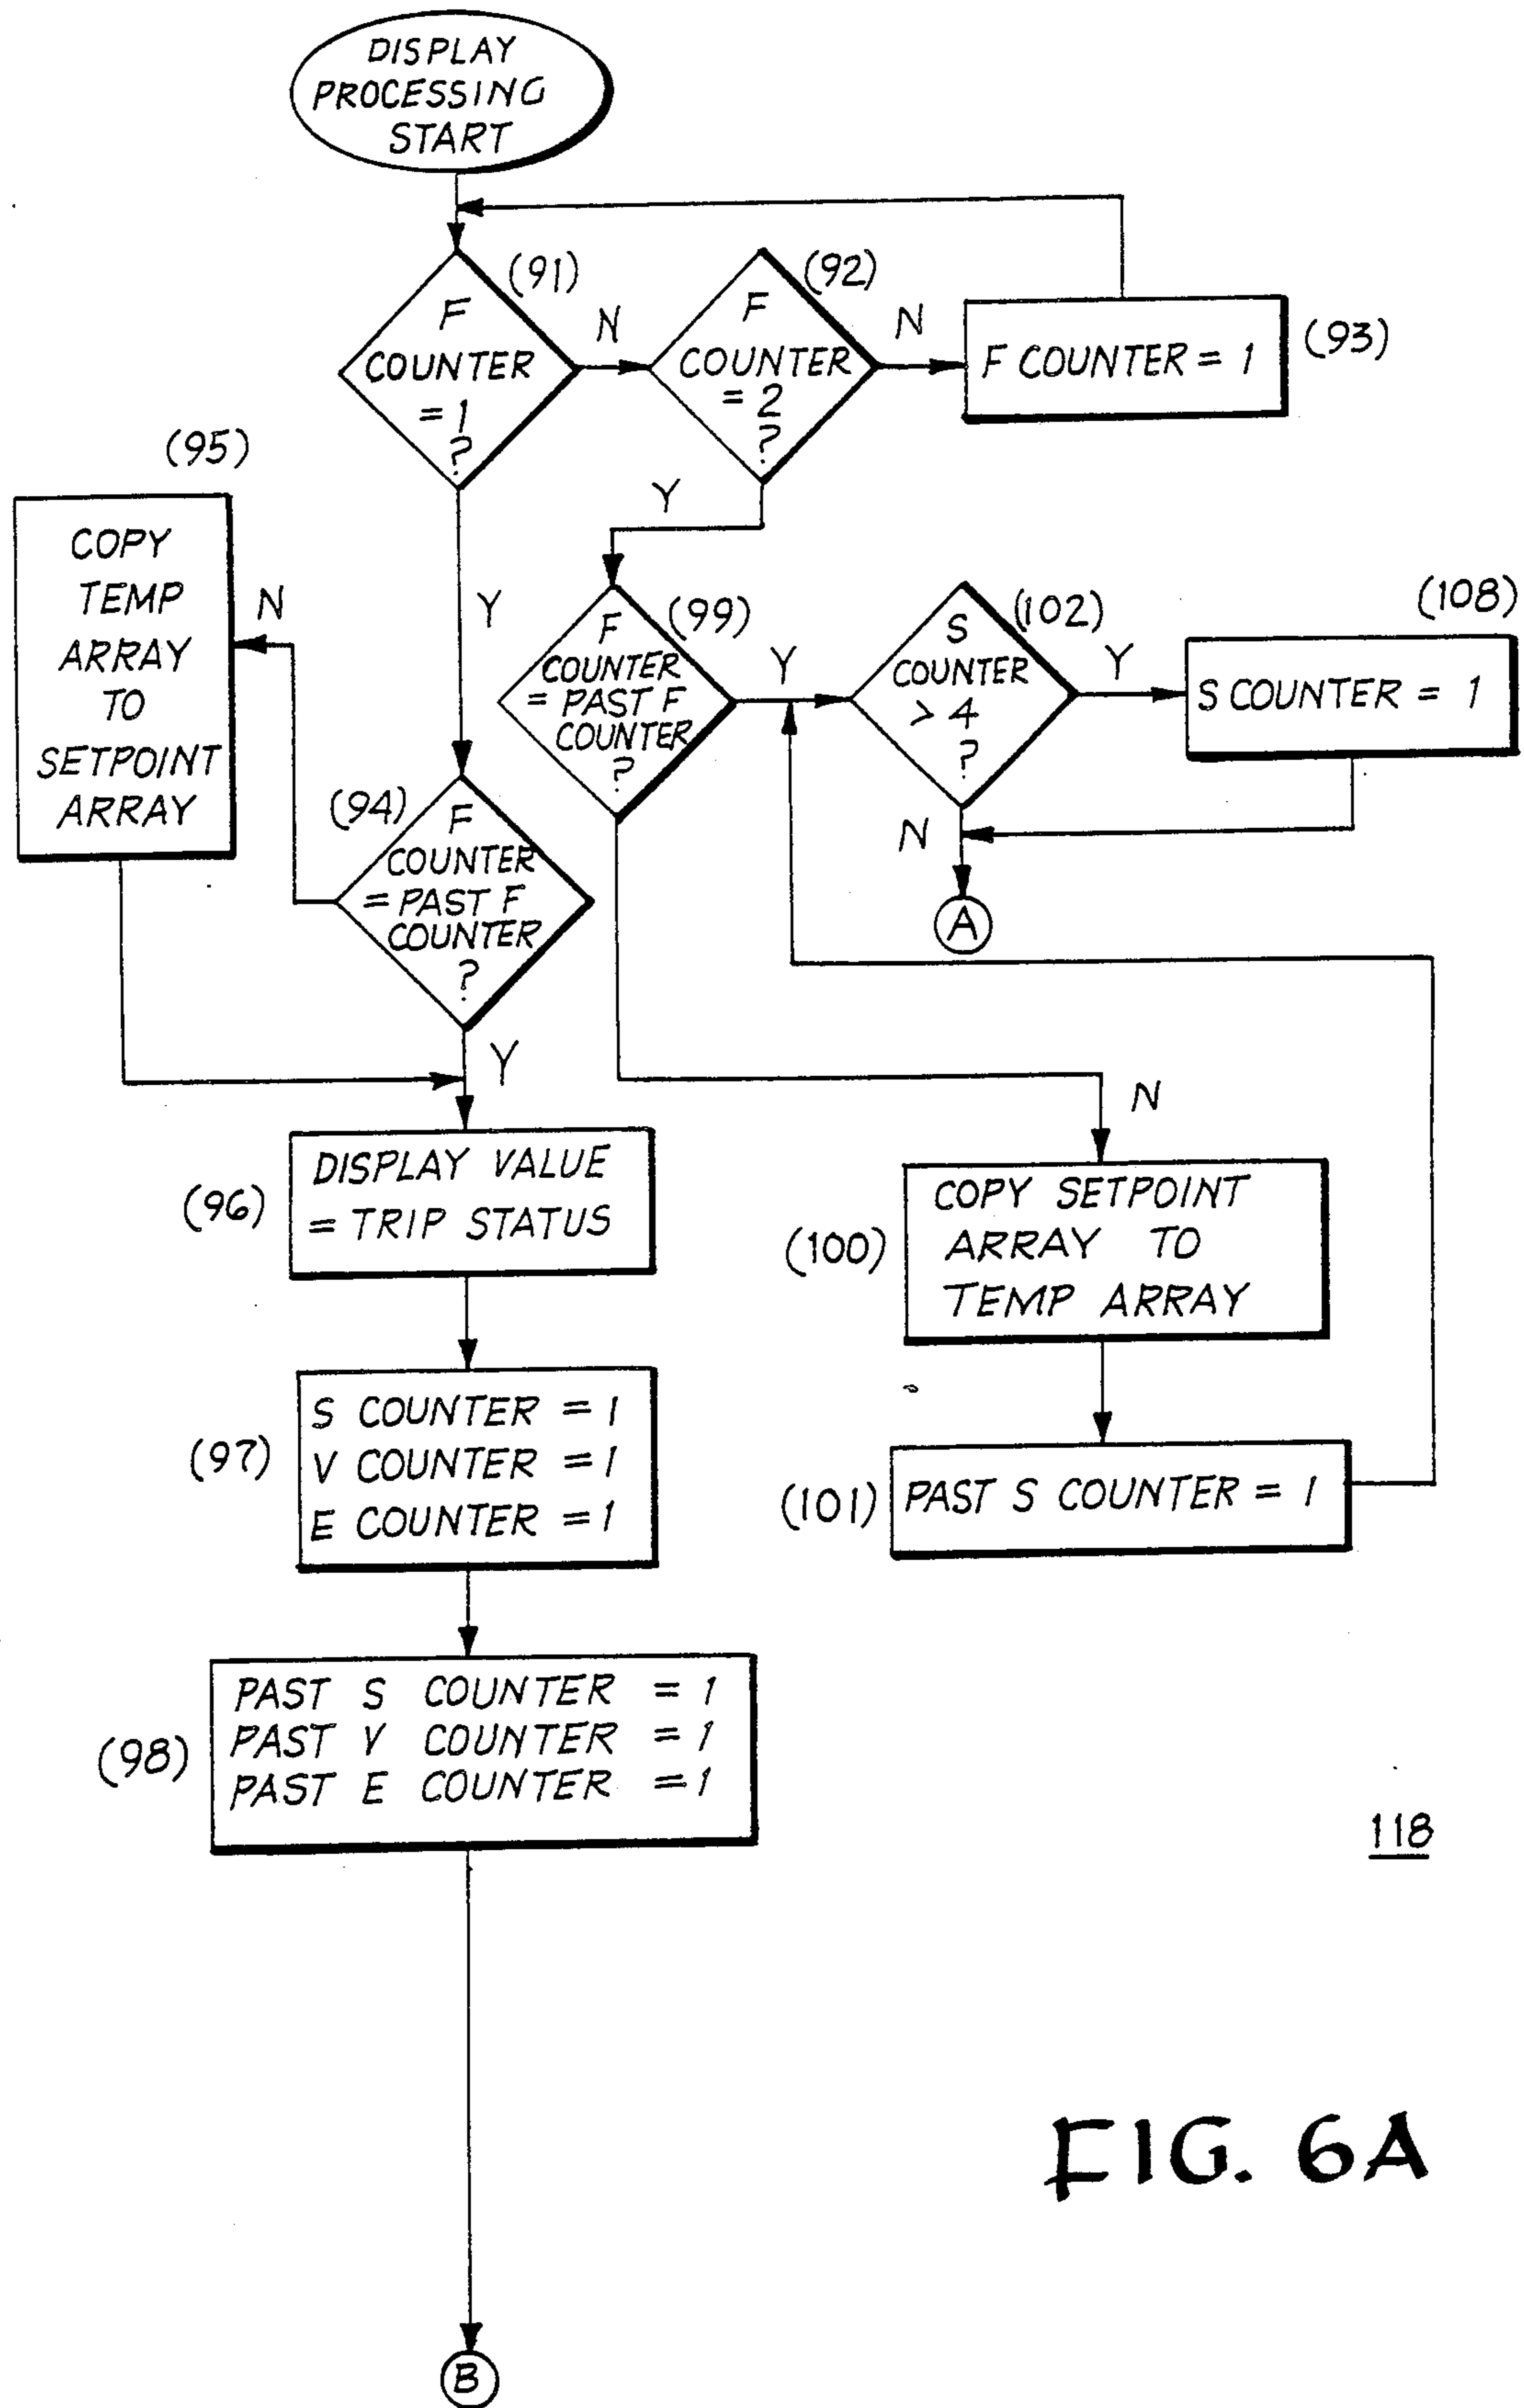 DISPLAY
PROCESSING
START
(91)
F
COUNTER
= 1
?
N
(92)
F
COUNTER
= 2
?
N
F COUNTER = 1
(93)
(95)
COPY
TEMP
ARRAY
TO
SETPOINT
ARRAY
N
Y
Y
(99)
F
COUNTER
= PAST F
COUNTER
?
Y
(102)
S
COUNTER
> 4
?
Y
(108)
S COUNTER = 1
N
A
(94)
F
COUNTER
= PAST F
COUNTER
?
Y
N
(96)
DISPLAY VALUE
= TRIP STATUS
(100)
COPY SETPOINT
ARRAY TO
TEMP ARRAY
(97)
S COUNTER = 1
V COUNTER = 1
E COUNTER = 1
(101)
PAST S COUNTER = 1
(98)
PAST S COUNTER = 1
PAST V COUNTER = 1
PAST E COUNTER = 1
118
FIG. 6A
B